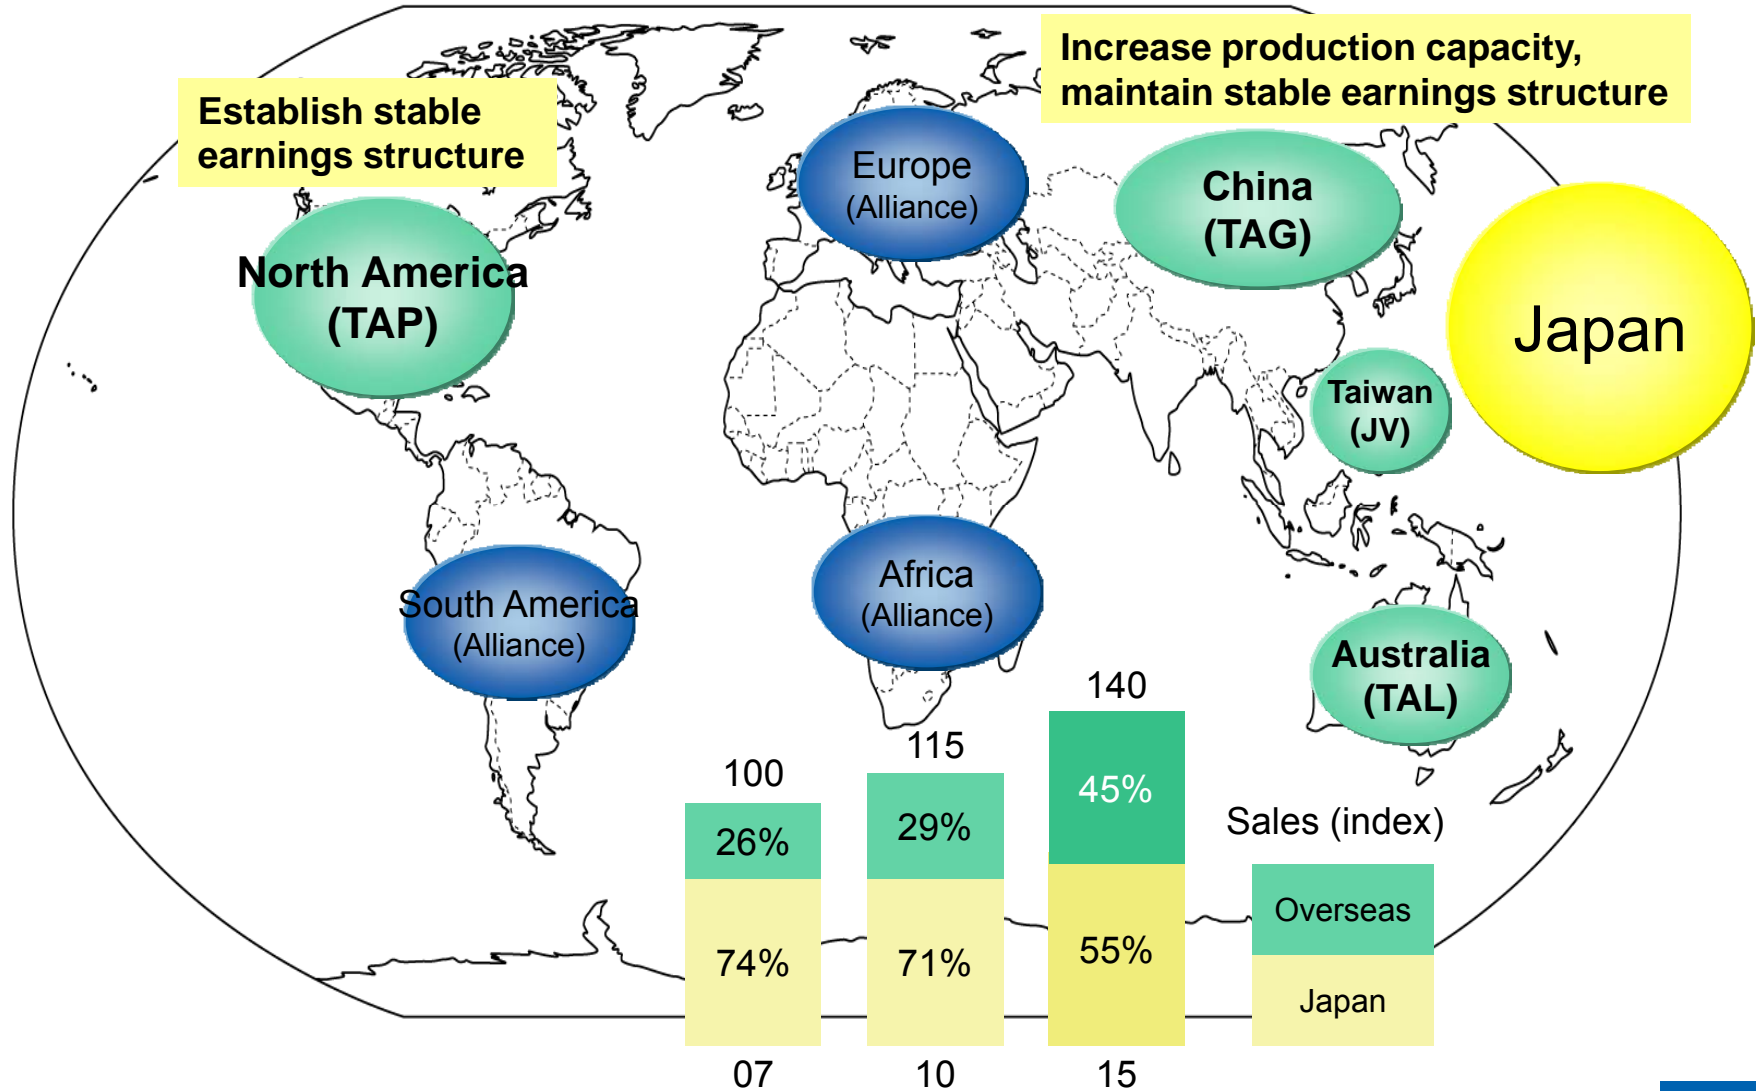 Increase production capacity,
maintain stable earnings structure
Establish stable
earnings structure
Europe
(Alliance)
China
(TAG)
North America
(TAP)
Japan
Taiwan
(JV)
Africa
(Alliance)
South America
(Alliance)
Australia
(TAL)
140
115
100
45%
29%
26%
Sales (index)
Overseas
74%
71%
55%
Japan
07
10
15